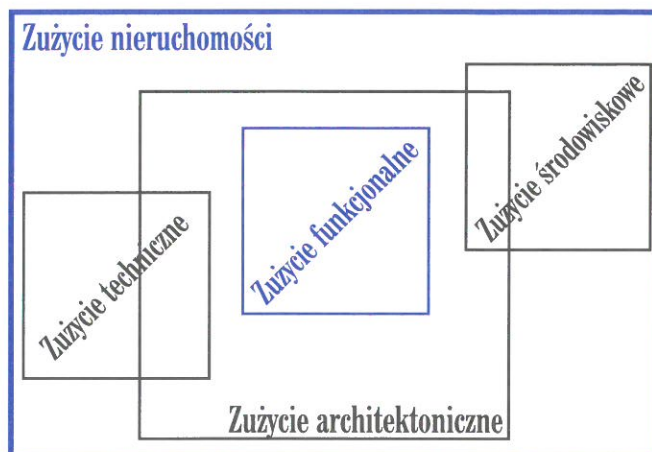 Zużycie nieruchomości
Zużycie środowiskowe
Zużycie funkcjonalne
Zużycie techniczne
Zużycie architektoniczne